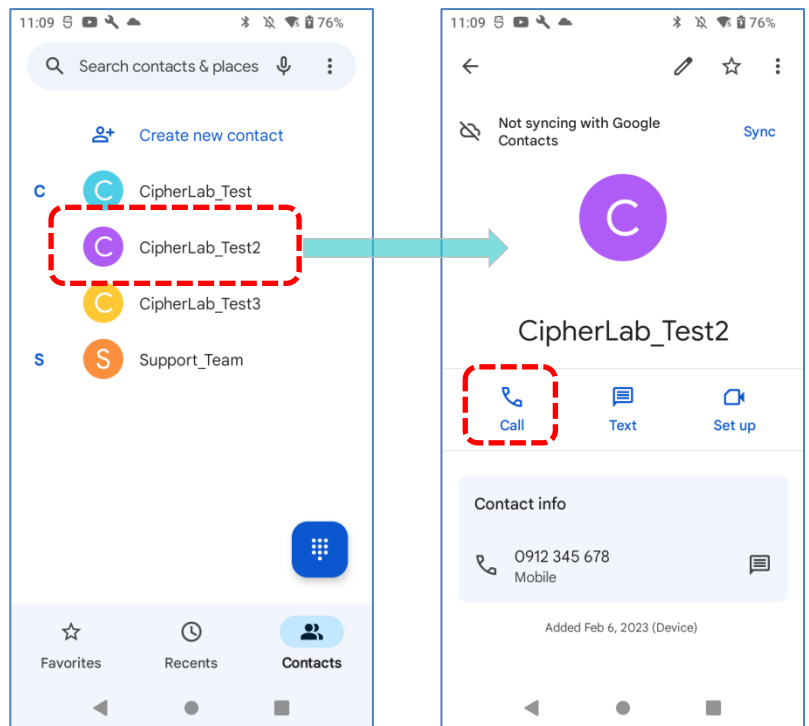 11:09 76%
Search contacts & places
Create new contact
C
C CipherLab_Test
C CipherLab_Test2
C CipherLab_Test3
S
S Support_Team
Favorites Recents Contacts
11:09 76%
Not syncing with Google
Contacts
Sync
C
CipherLab_Test2
Call Text Set up
Contact info
0912 345 678
Mobile
Added Feb 6, 2023 (Device)